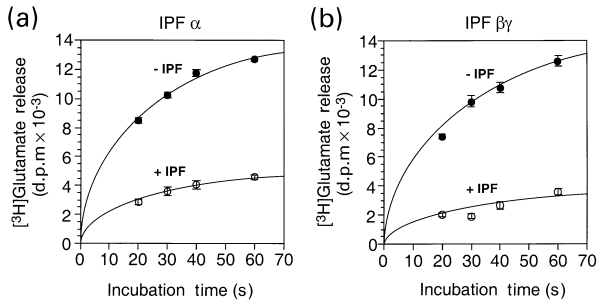 (a)
IPF α
[³H]Glutamate release
(d.p.m × 10⁻³)
14
12
10
8
6
4
2
0
- IPF
+ IPF
0 10 20 30 40 50 60 70
Incubation time (s)
(b)
IPF βγ
[³H]Glutamate release
(d.p.m × 10⁻³)
14
12
10
8
6
4
2
0
- IPF
+ IPF
0 10 20 30 40 50 60 70
Incubation time (s)